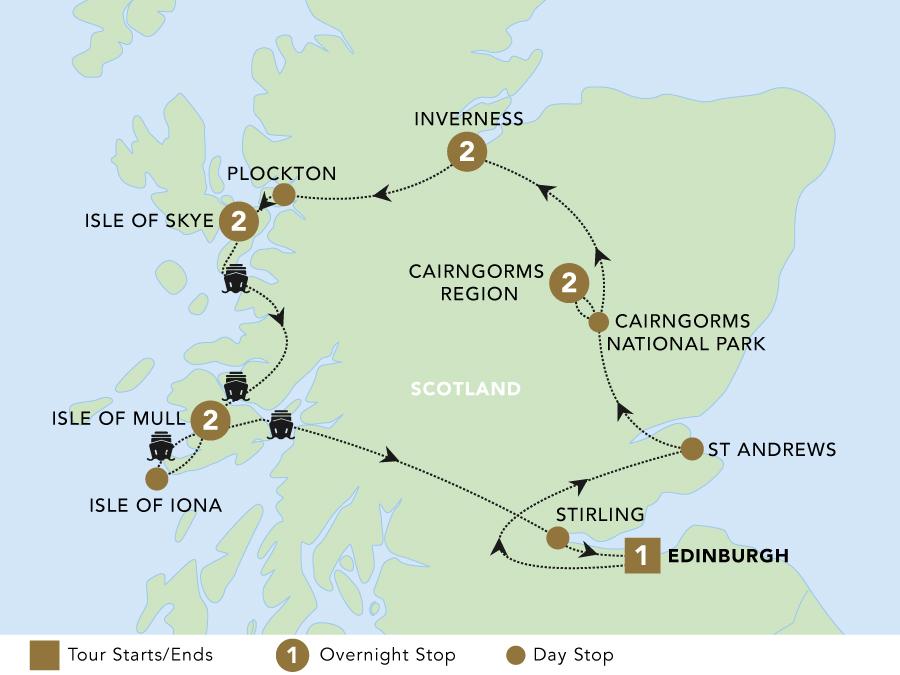 INVERNESS
2
PLOCKTON
ISLE OF SKYE
2
CAIRNGORMS
REGION
2
CAIRNGORMS
NATIONAL PARK
SCOTLAND
ISLE OF MULL
2
ST ANDREWS
ISLE OF IONA
STIRLING
1
EDINBURGH
Tour Starts/Ends
1
Overnight Stop
Day Stop